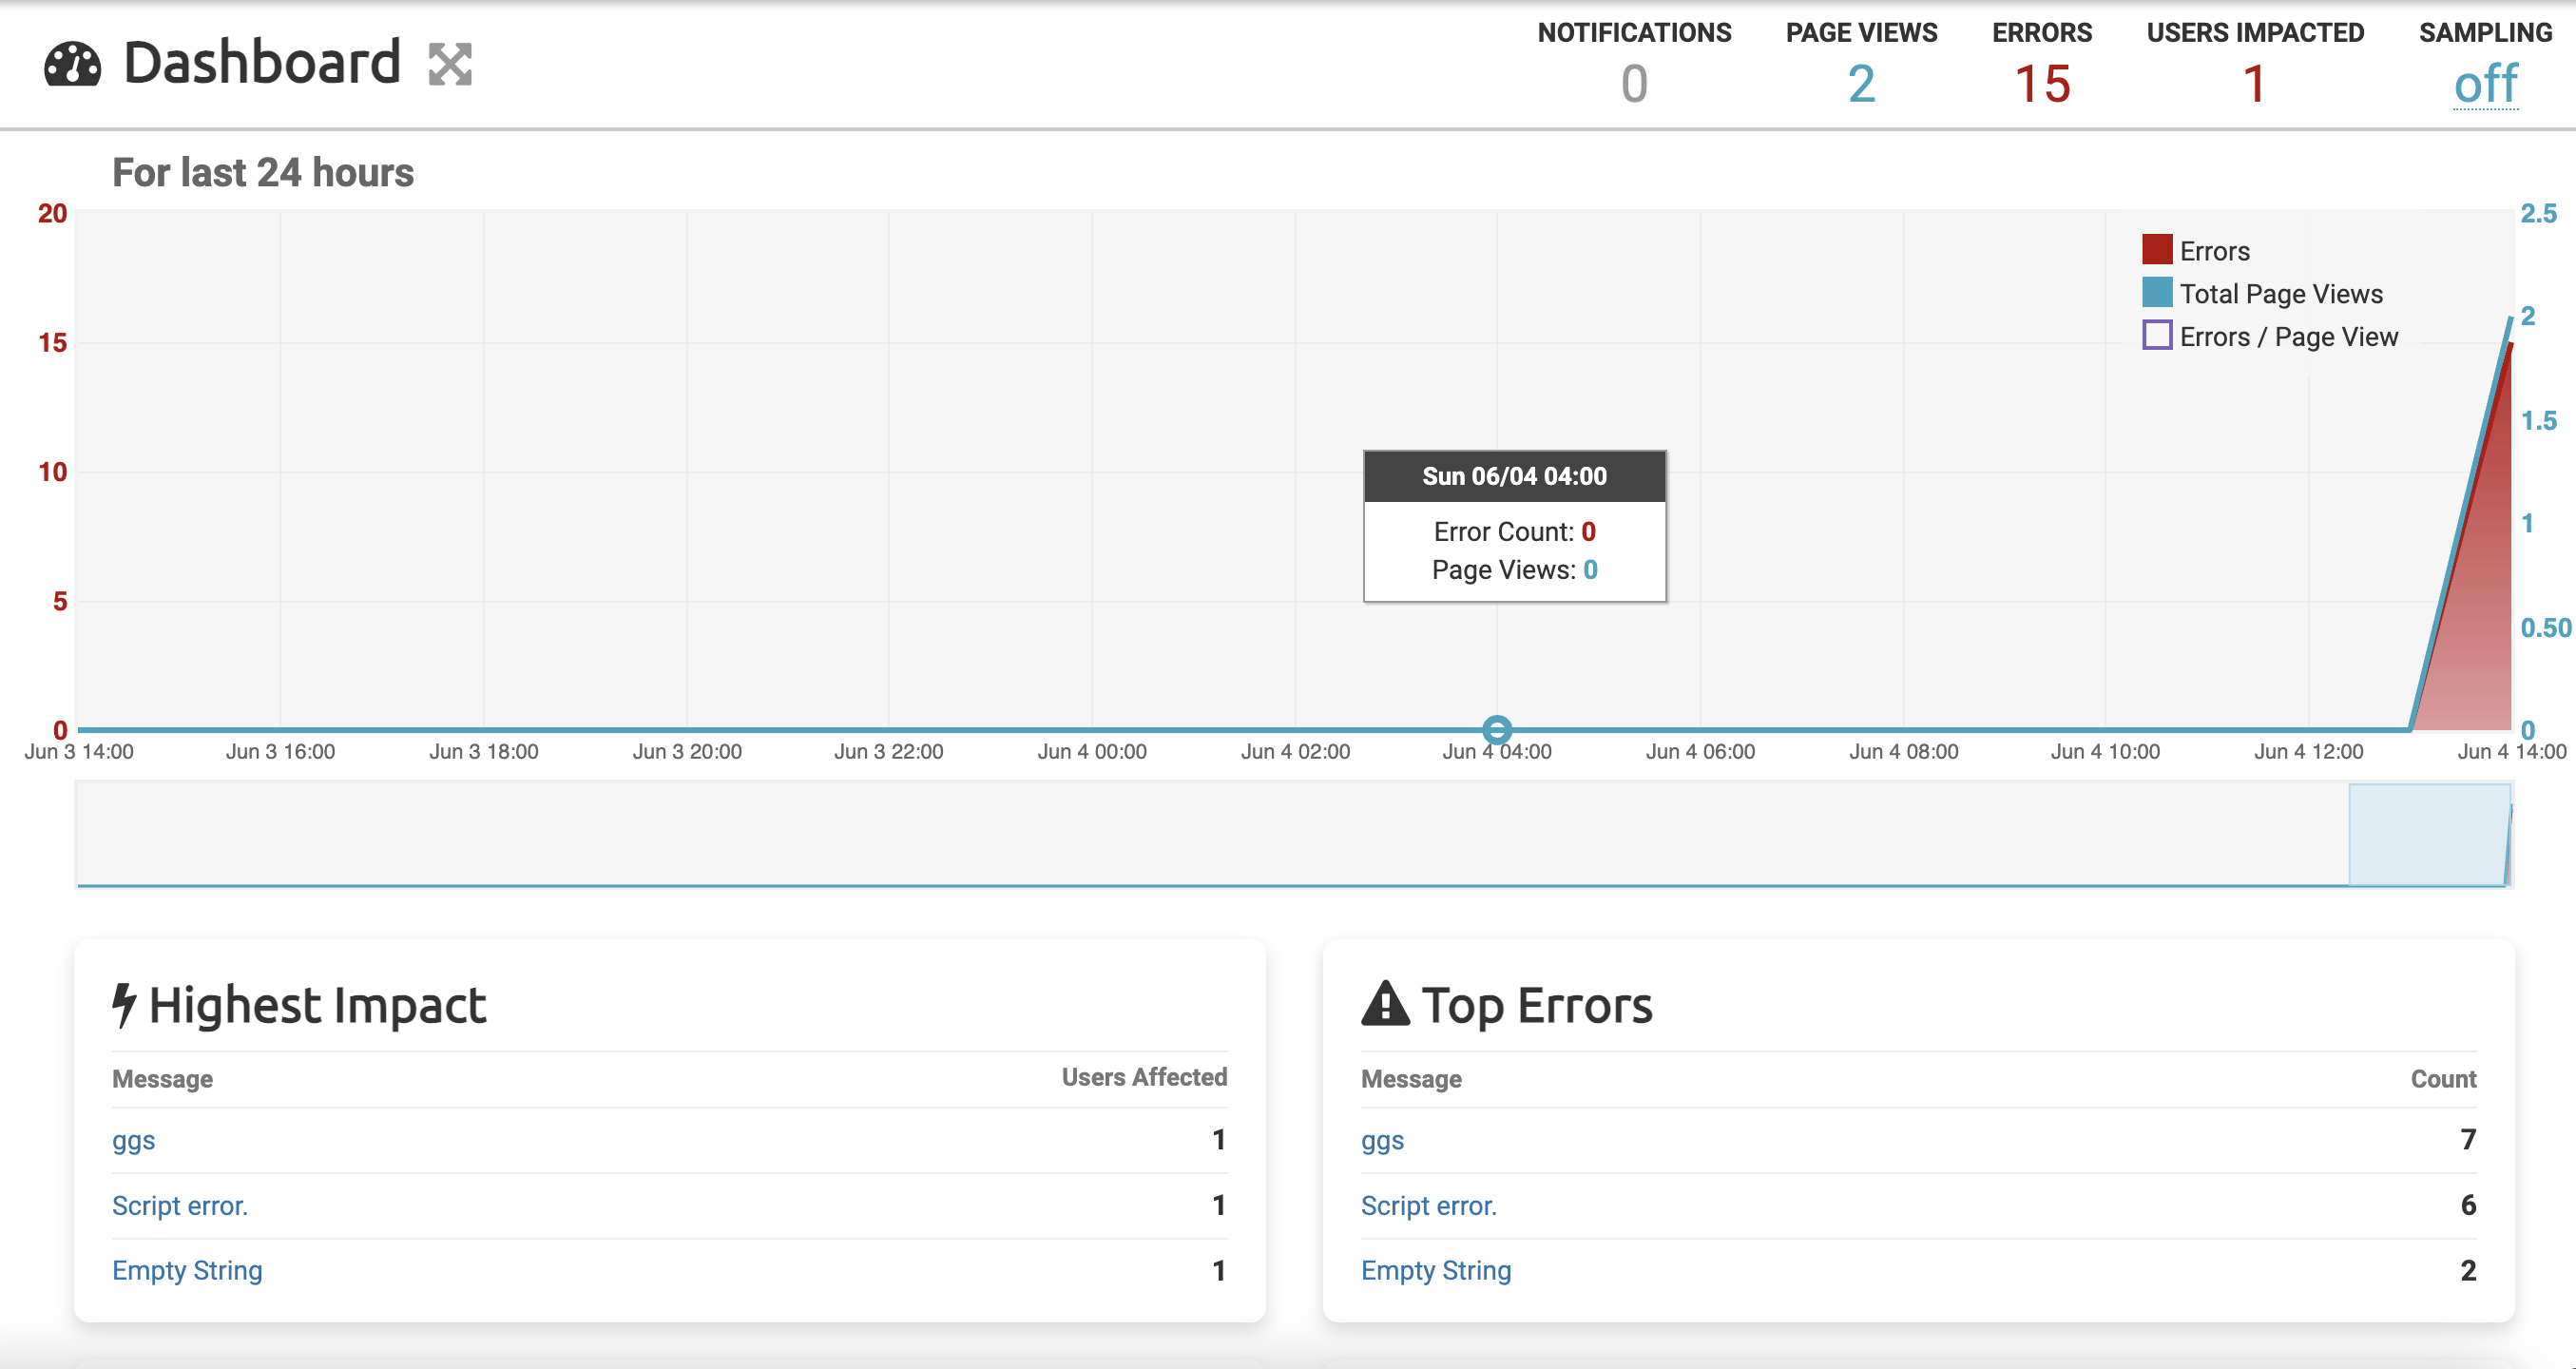 Dashboard
NOTIFICATIONS PAGE VIEWS ERRORS USERS IMPACTED SAMPLING
0 2 15 1 off
For last 24 hours
20 2.5
Errors
Total Page Views
2
Errors / Page View
15
1.5
10
Sun 06/04 04:00
1
Error Count: 0
Page Views: 0
5
0.50
0 0
Jun 3 14:00 Jun 3 16:00 Jun 3 18:00 Jun 3 20:00 Jun 3 22:00 Jun 4 00:00 Jun 4 02:00 Jun 4 04:00 Jun 4 06:00 Jun 4 08:00 Jun 4 10:00 Jun 4 12:00 Jun 4 14:00
Highest Impact
Message Users Affected
ggs 1
Script error. 1
Empty String 1
Top Errors
Message Count
ggs 7
Script error. 6
Empty String 2